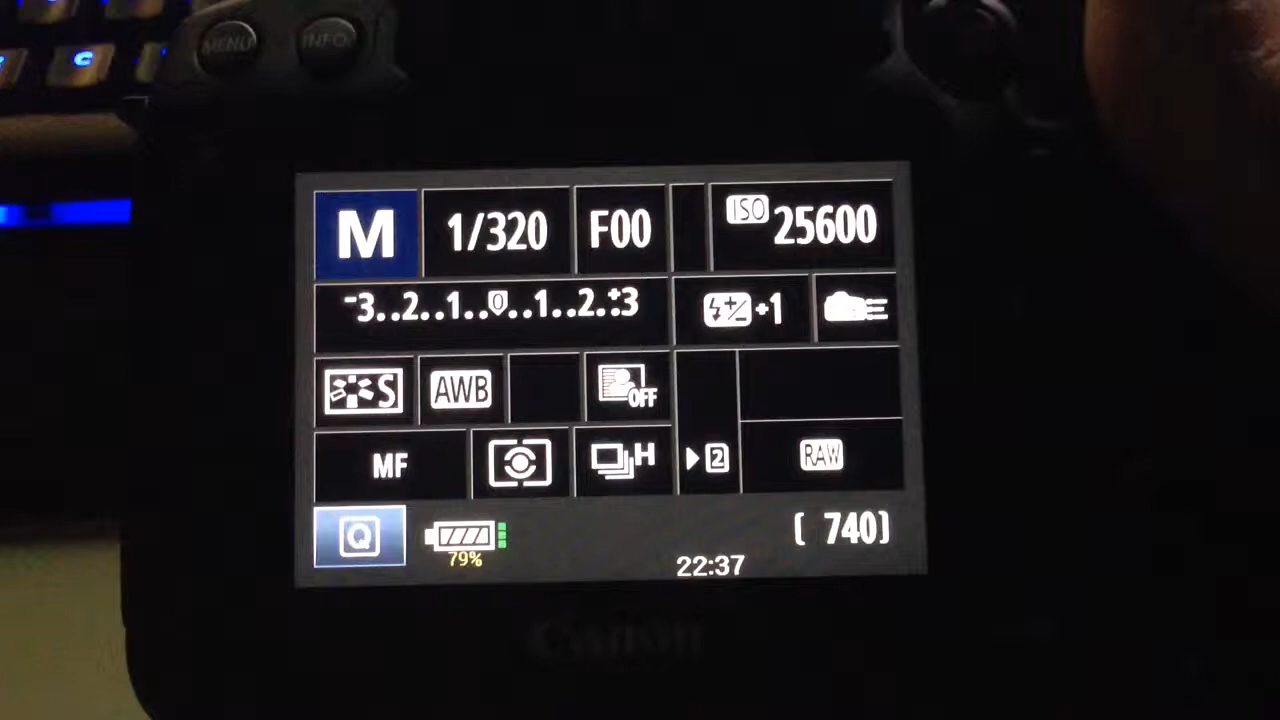 MENU INFO
M 1/320 F00 ISO 25600
-3..2..1..0..1..2.:+3 +1
S AWB OFF
MF H 2 RAW
Q 79% 22:37 [ 740]
Canon